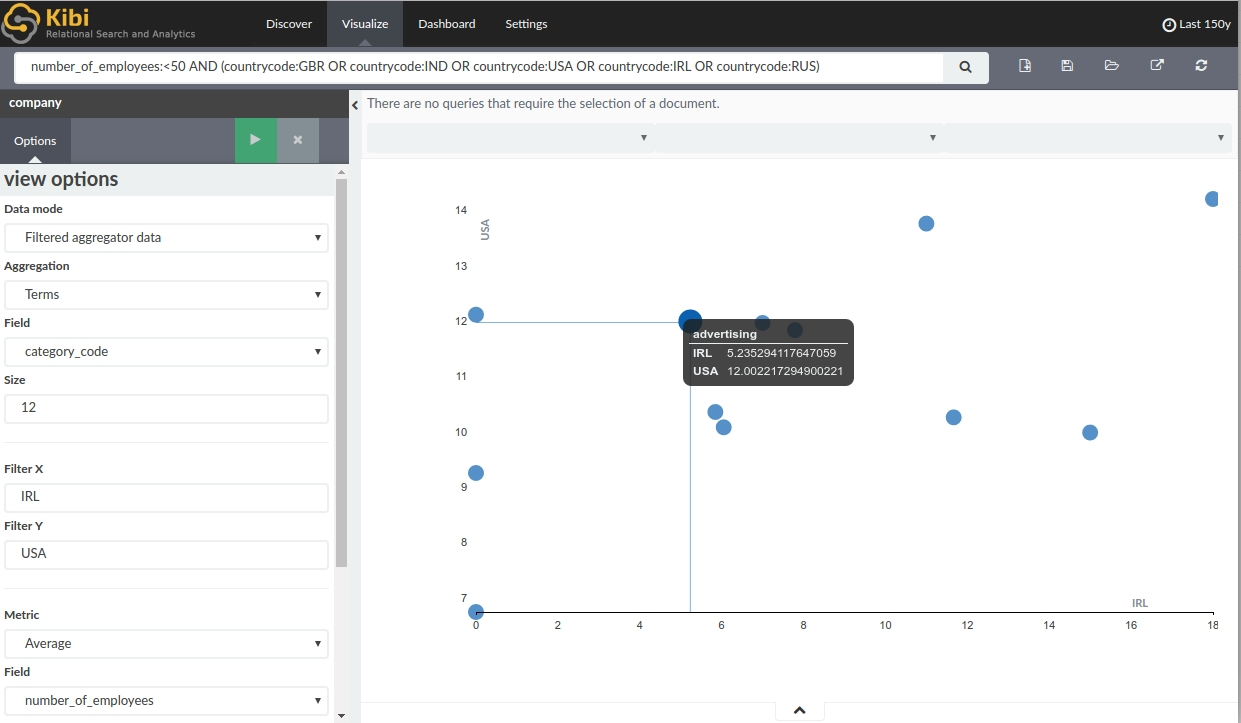 Kibi
Relational Search and Analytics
Discover
Visualize
Dashboard
Settings
Last 150y
number_of_employees:<50 AND (countrycode:GBR OR countrycode:IND OR countrycode:USA OR countrycode:IRL OR countrycode:RUS)
company
There are no queries that require the selection of a document.
Options
view options
Data mode
Filtered aggregator data
Aggregation
Terms
Field
category_code
Size
12
Filter X
IRL
Filter Y
USA
Metric
Average
Field
number_of_employees
USA
14
13
12
11
10
9
8
7
advertising
IRL 5.235294117647059
USA 12.002217294900221
IRL
0 2 4 6 8 10 12 14 16 18